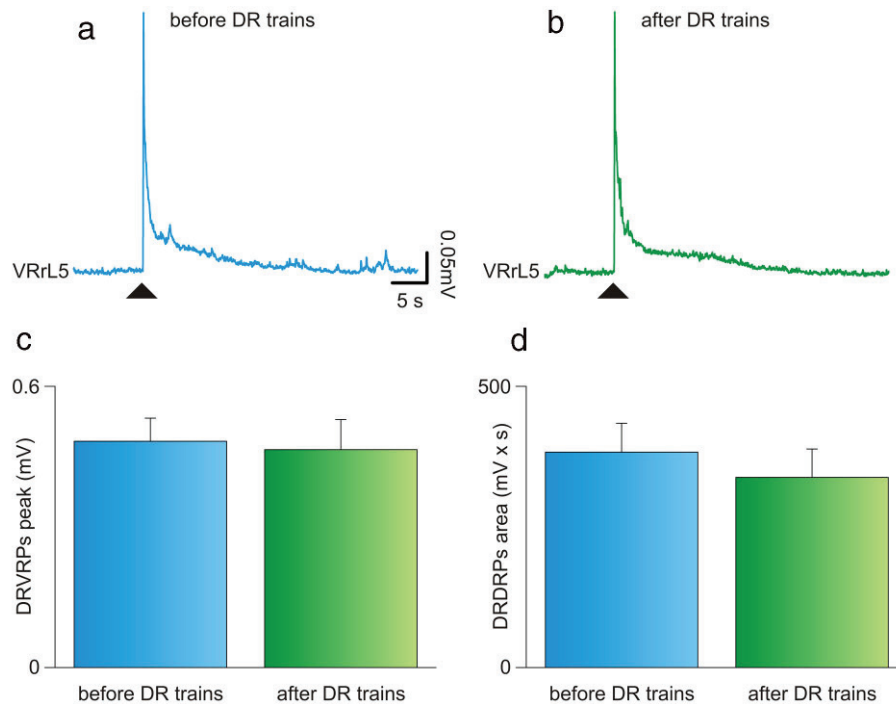 a
before DR trains
b
after DR trains
VRrL5
0.05mV
5 s
VRrL5
c
d
0.6
DRVRPs peak (mV)
0
before DR trains
after DR trains
500
DRDRPs area (mV x s)
0
before DR trains
after DR trains